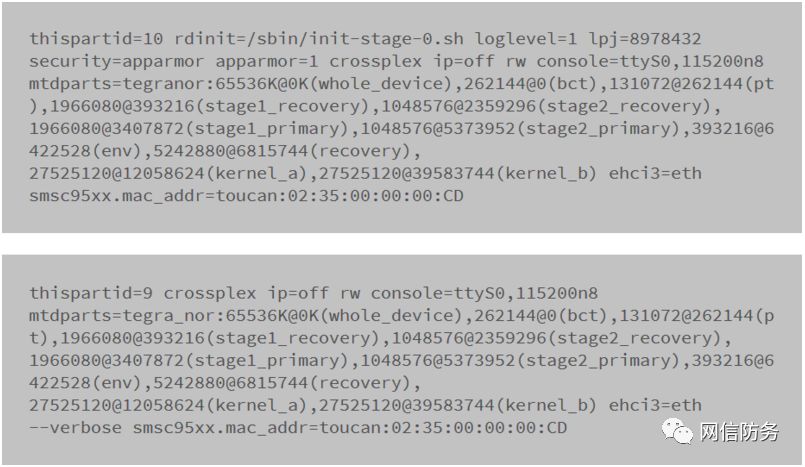 thispartid=10 rdinit=/sbin/init-stage-0.sh loglevel=1 lpj=8978432
security=apparmor apparmor=1 crossplex ip=off rw console=ttyS0,115200n8
mtdparts=tegranor:65536K@0K(whole_device),262144@0(bct),131072@262144(pt
),1966080@393216(stage1_recovery),1048576@2359296(stage2_recovery),
1966080@3407872(stage1_primary),1048576@5373952(stage2_primary),393216@6
422528(env),5242880@6815744(recovery),
27525120@12058624(kernel_a),27525120@39583744(kernel_b) ehci3=eth
smsc95xx.mac_addr=toucan:02:35:00:00:00:CD
thispartid=9 crossplex ip=off rw console=ttyS0,115200n8
mtdparts=tegra_nor:65536K@0K(whole_device),262144@0(bct),131072@262144(p
t),1966080@393216(stage1_recovery),1048576@2359296(stage2_recovery),
1966080@3407872(stage1_primary),1048576@5373952(stage2_primary),393216@6
422528(env),5242880@6815744(recovery),
27525120@12058624(kernel_a),27525120@39583744(kernel_b) ehci3=eth
--verbose smsc95xx.mac_addr=toucan:02:35:00:00:00:CD
网信防务